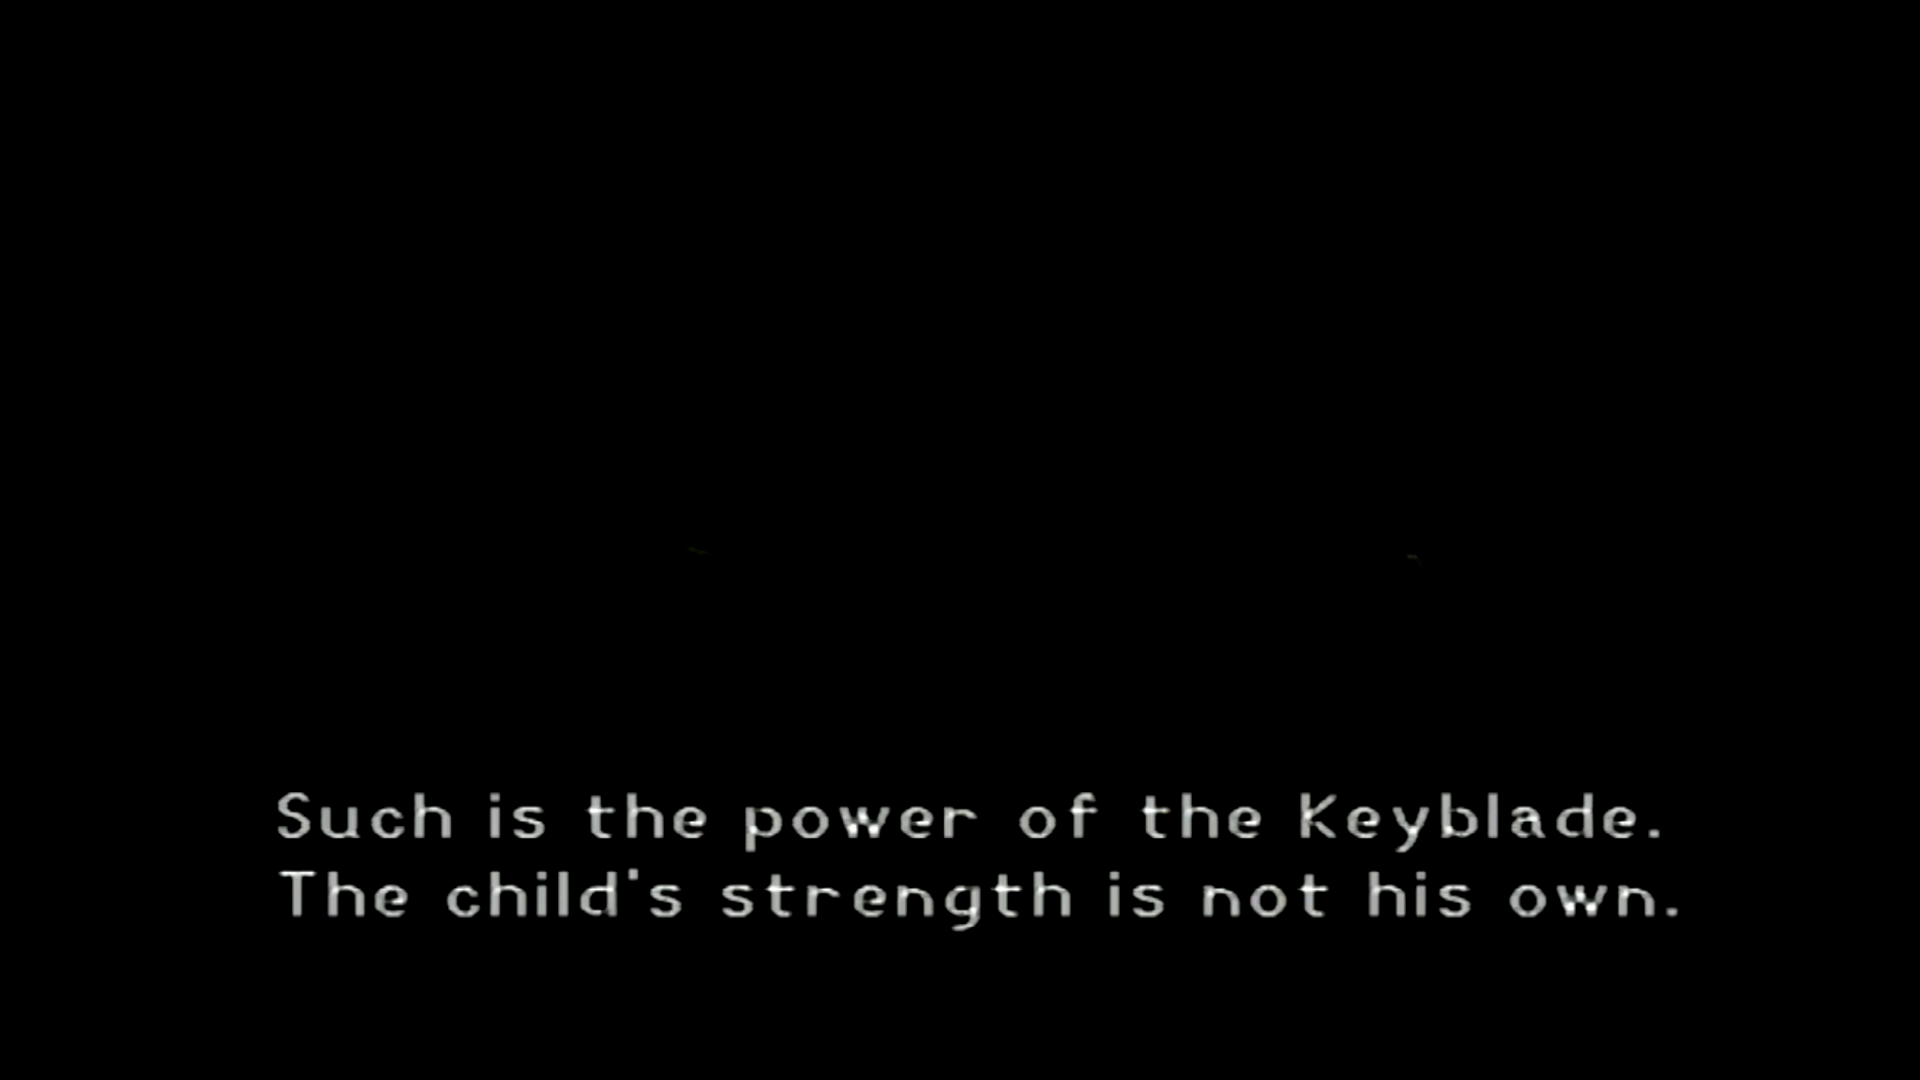 Such is the power of the Keyblade.
The child's strength is not his own.